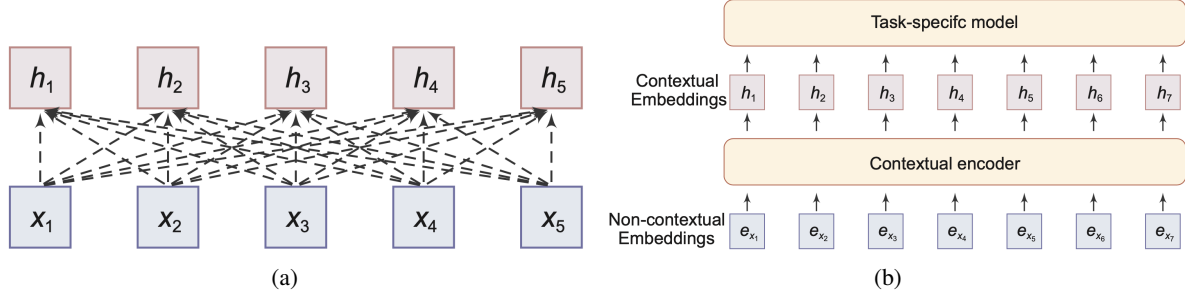 h1 h2 h3 h4 h5
x1 x2 x3 x4 x5
(a)
Task-specifc model
Contextual
Embeddings
h1 h2 h3 h4 h5 h6 h7
Contextual encoder
Non-contextual
Embeddings
ex1 ex2 ex3 ex4 ex5 ex6 ex7
(b)